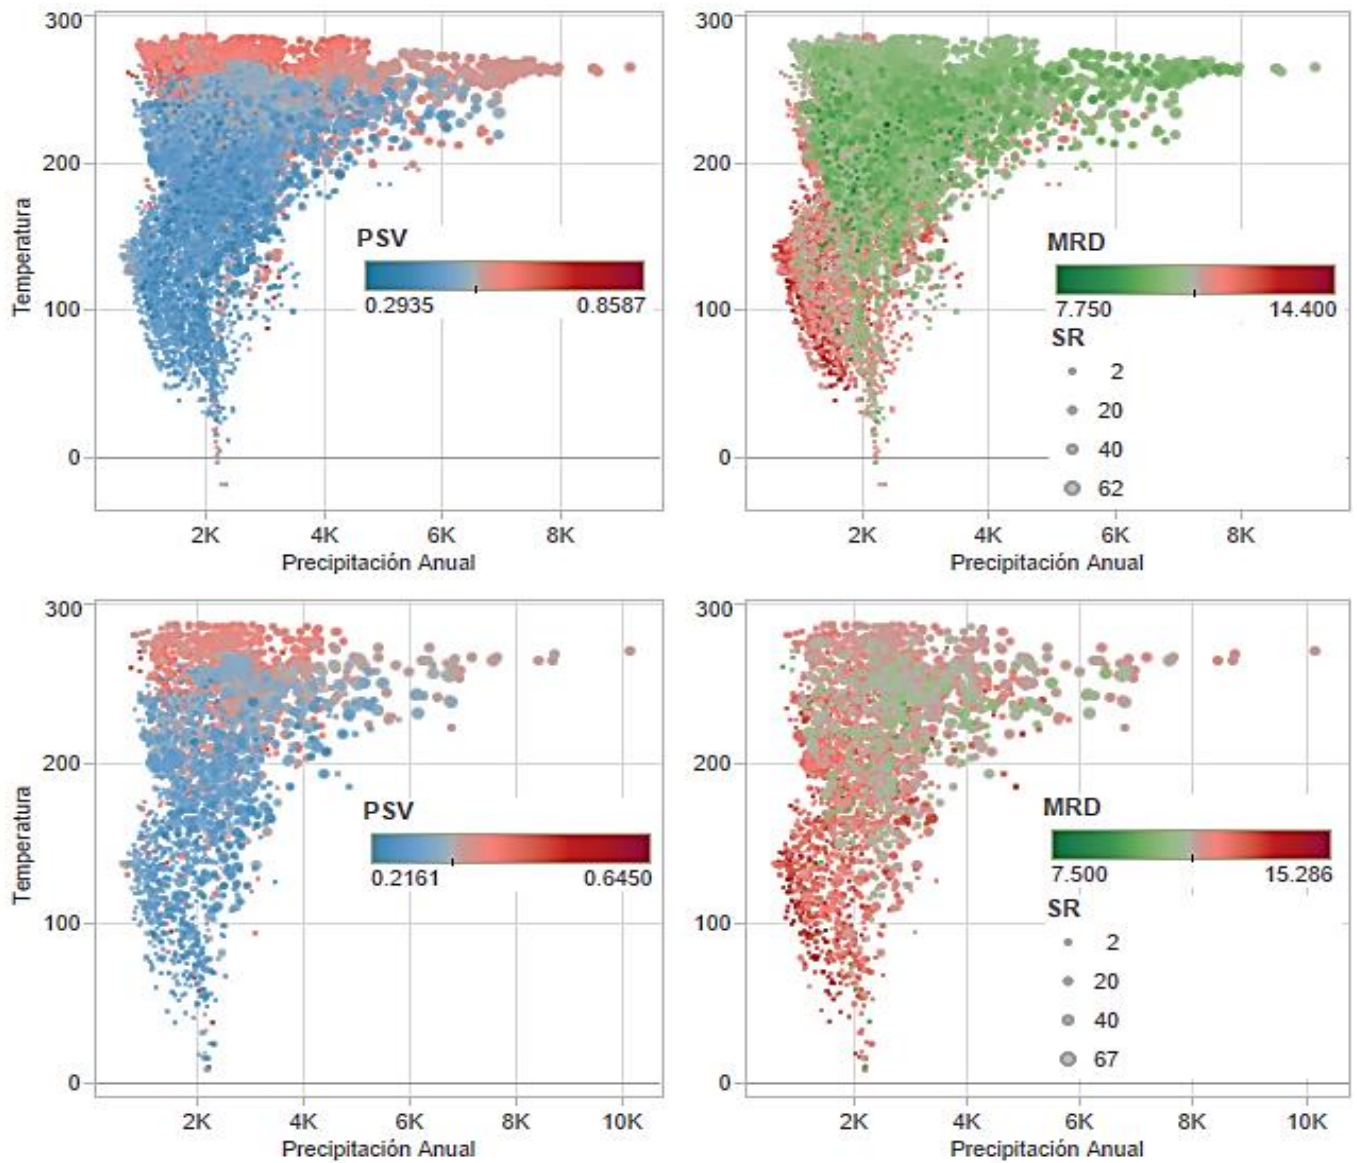 300
200
100
0
Temperatura
2K 4K 6K 8K
Precipitación Anual
PSV
0.2935 0.8587
300
200
100
0
2K 4K 6K 8K
Precipitación Anual
MRD
7.750 14.400
SR
2
20
40
62
300
200
100
0
Temperatura
2K 4K 6K 8K 10K
Precipitación Anual
PSV
0.2161 0.6450
300
200
100
0
2K 4K 6K 8K 10K
Precipitación Anual
MRD
7.500 15.286
SR
2
20
40
67